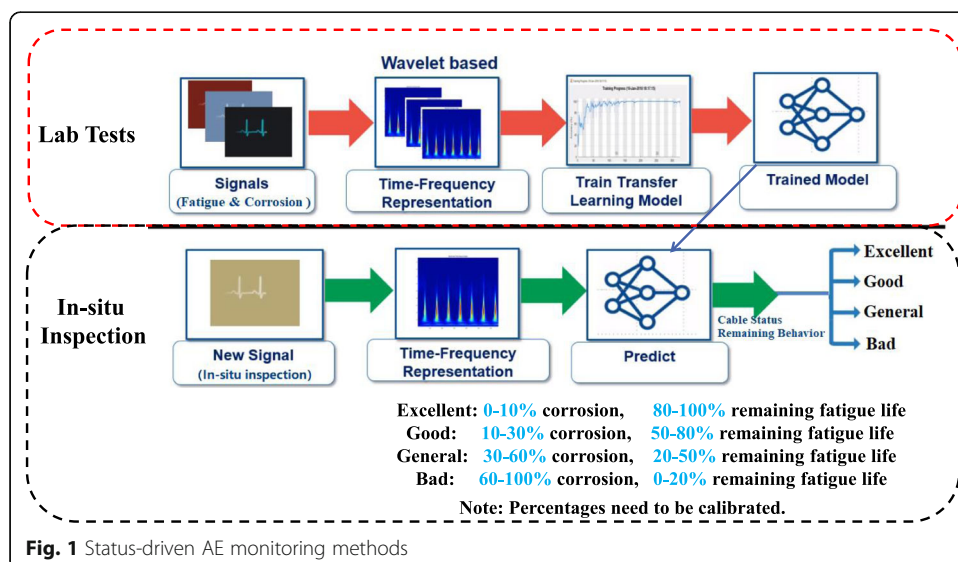 Wavelet based
Lab Tests
Signals
(Fatigue & Corrosion )
Time-Frequency
Representation
Train Transfer
Learning Model
Trained Model
In-situ
Inspection
New Signal
(In-situ inspection)
Time-Frequency
Representation
Predict
Cable Status
Remaining Behavior
Excellent
Good
General
Bad
Excellent: 0-10% corrosion, 80-100% remaining fatigue life
Good: 10-30% corrosion, 50-80% remaining fatigue life
General: 30-60% corrosion, 20-50% remaining fatigue life
Bad: 60-100% corrosion, 0-20% remaining fatigue life
Note: Percentages need to be calibrated.
Fig. 1 Status-driven AE monitoring methods